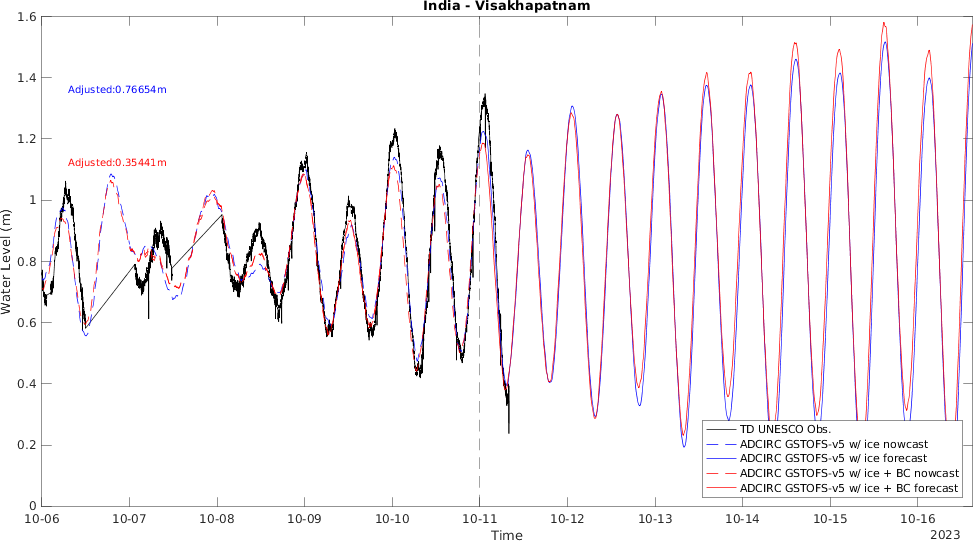 India - Visakhapatnam
1.6
1.4
1.2
1
0.8
0.6
0.4
0.2
0
Water Level (m)
Adjusted:0.76654m
Adjusted:0.35441m
TD UNESCO Obs.
ADCIRC GSTOFS-v5 w/ ice nowcast
ADCIRC GSTOFS-v5 w/ ice forecast
ADCIRC GSTOFS-v5 w/ ice + BC nowcast
ADCIRC GSTOFS-v5 w/ ice + BC forecast
10-06 10-07 10-08 10-09 10-10 10-11 10-12 10-13 10-14 10-15 10-16
Time
2023